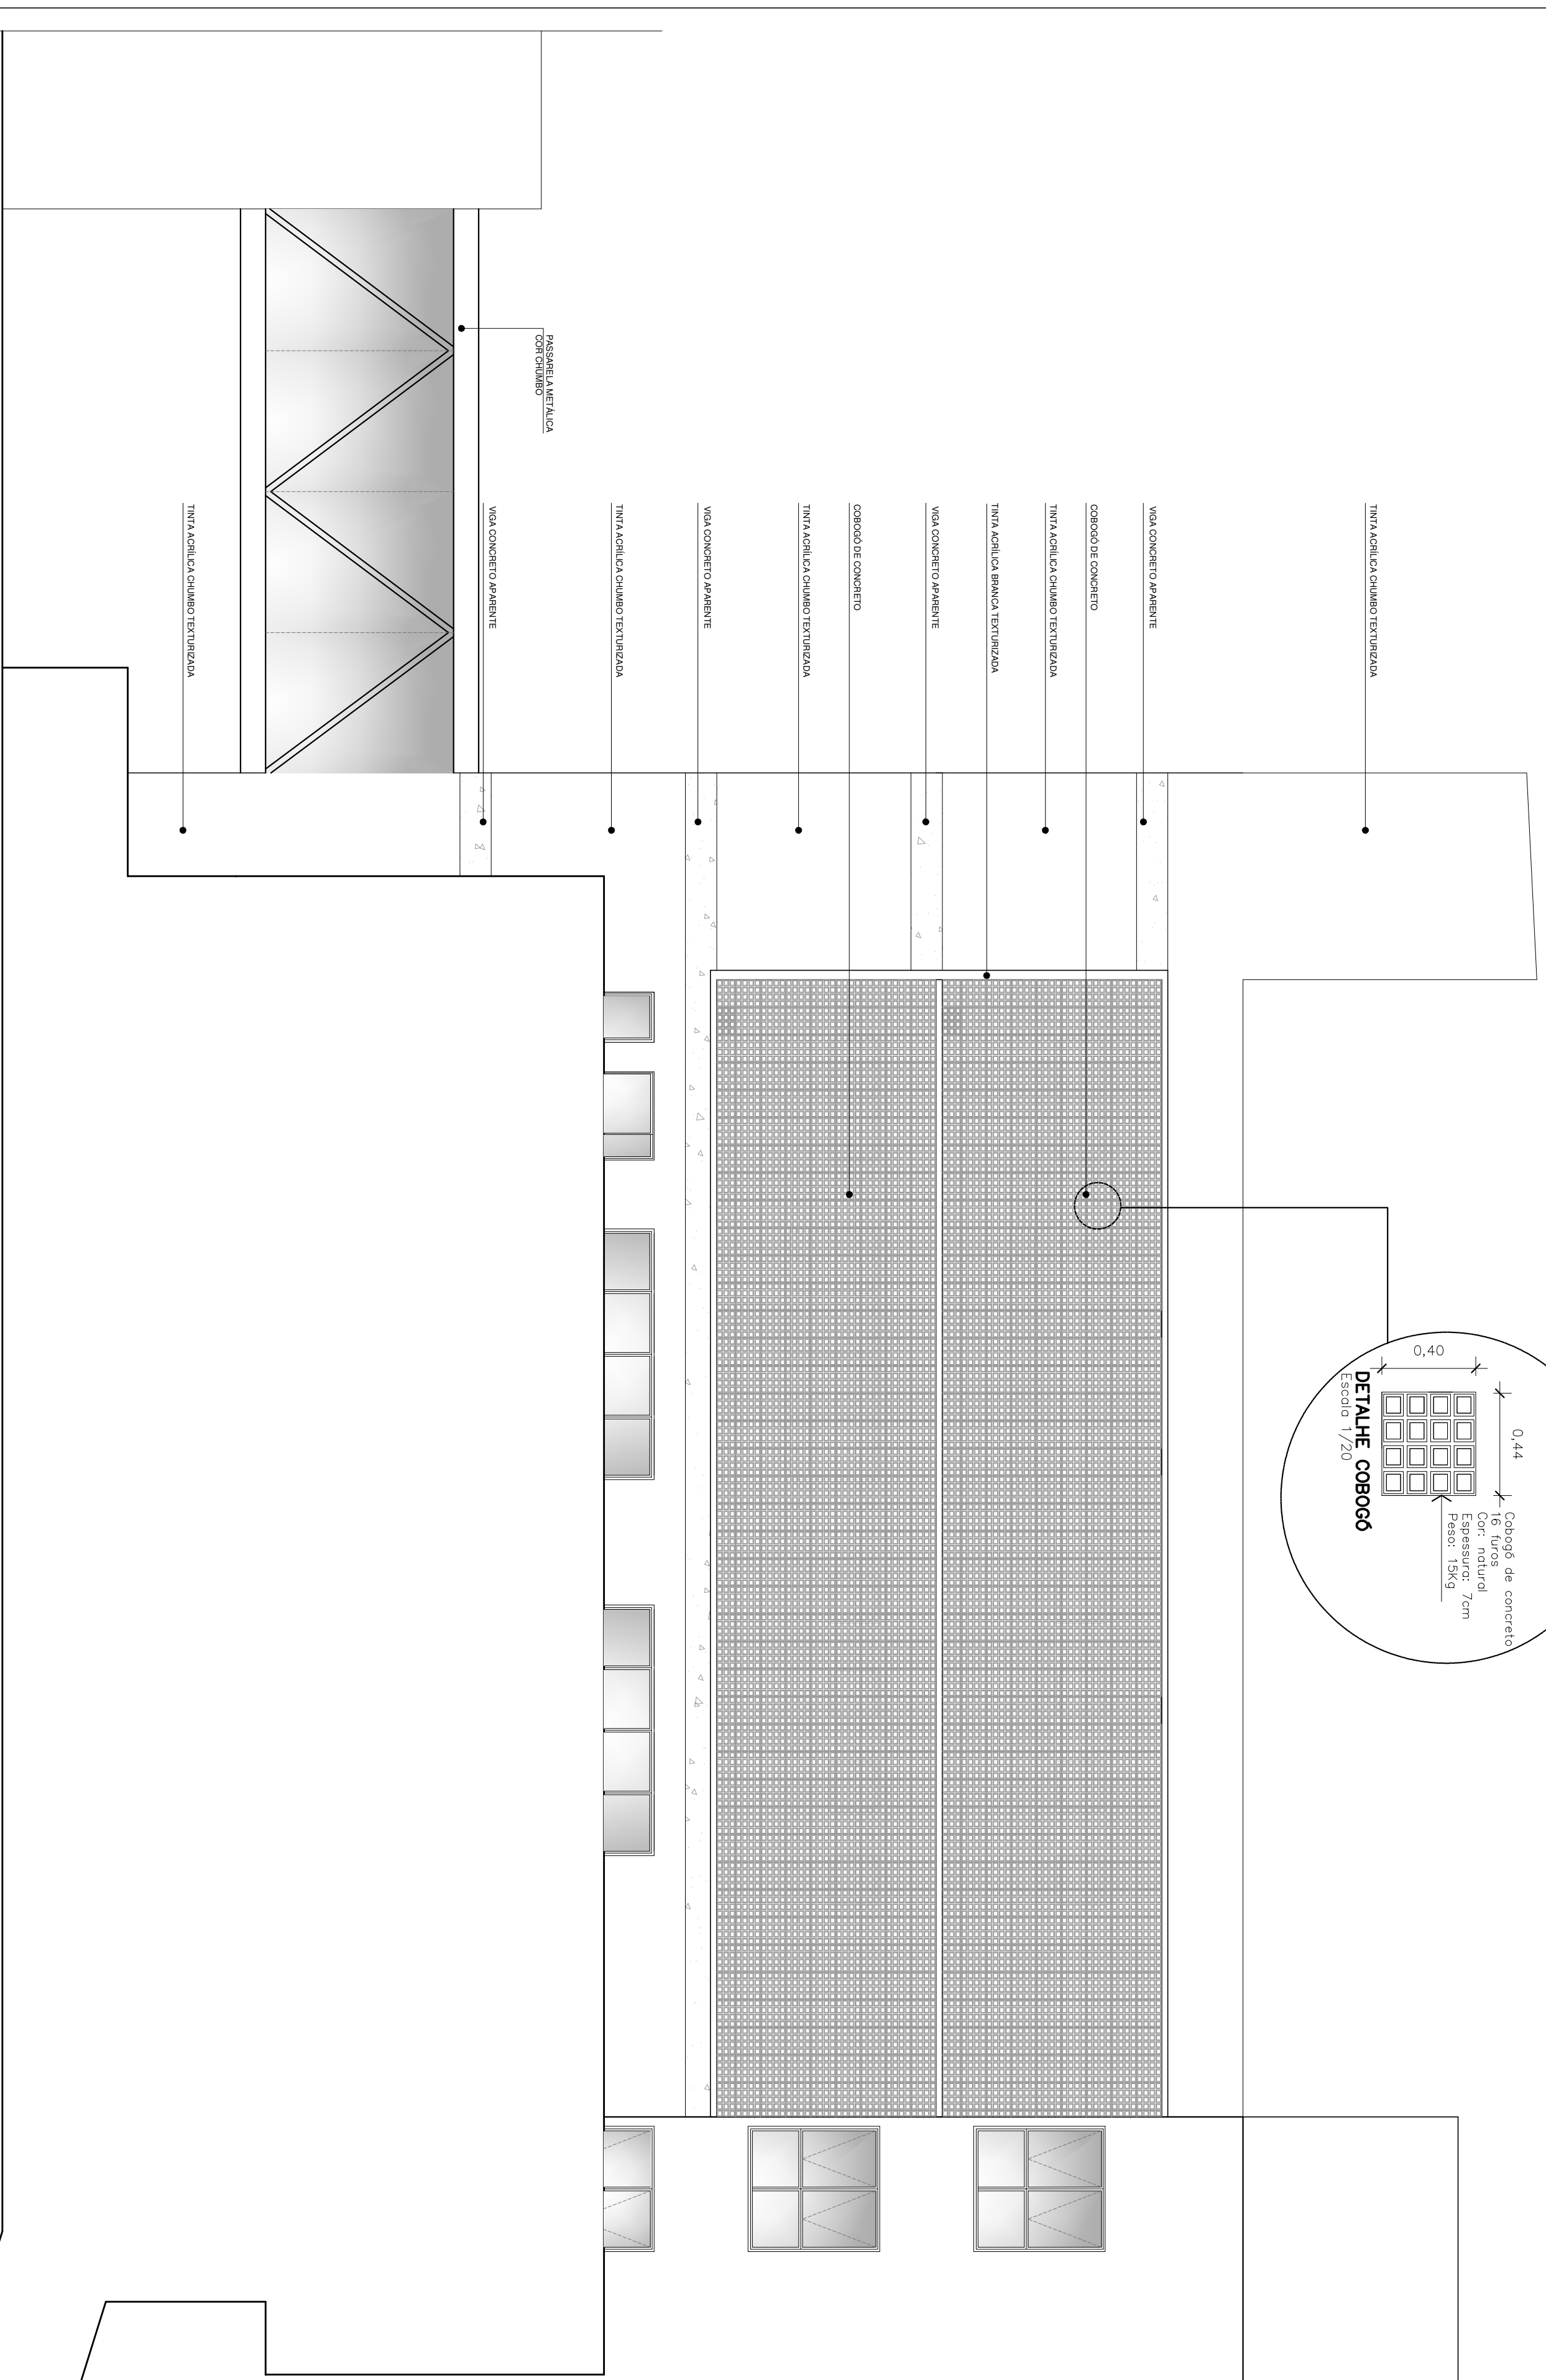 TINTA ACRÍLICA CHUMBO TEXTURIZADA
VIGA CONCRETO APARENTE
COBOGÓ DE CONCRETO
TINTA ACRÍLICA CHUMBO TEXTURIZADA
TINTA ACRÍLICA BRANCA TEXTURIZADA
VIGA CONCRETO APARENTE
COBOGÓ DE CONCRETO
TINTA ACRÍLICA CHUMBO TEXTURIZADA
VIGA CONCRETO APARENTE
TINTA ACRÍLICA CHUMBO TEXTURIZADA
VIGA CONCRETO APARENTE
TINTA ACRÍLICA CHUMBO TEXTURIZADA
PASSARELA METÁLICA
COR CHUMBO
0,44
0,40
Cobogó de concreto
16 furos
Cor: natural
Espessura: 7cm
Peso: 15Kg
DETALHE COBOGÓ
Escala 1/20